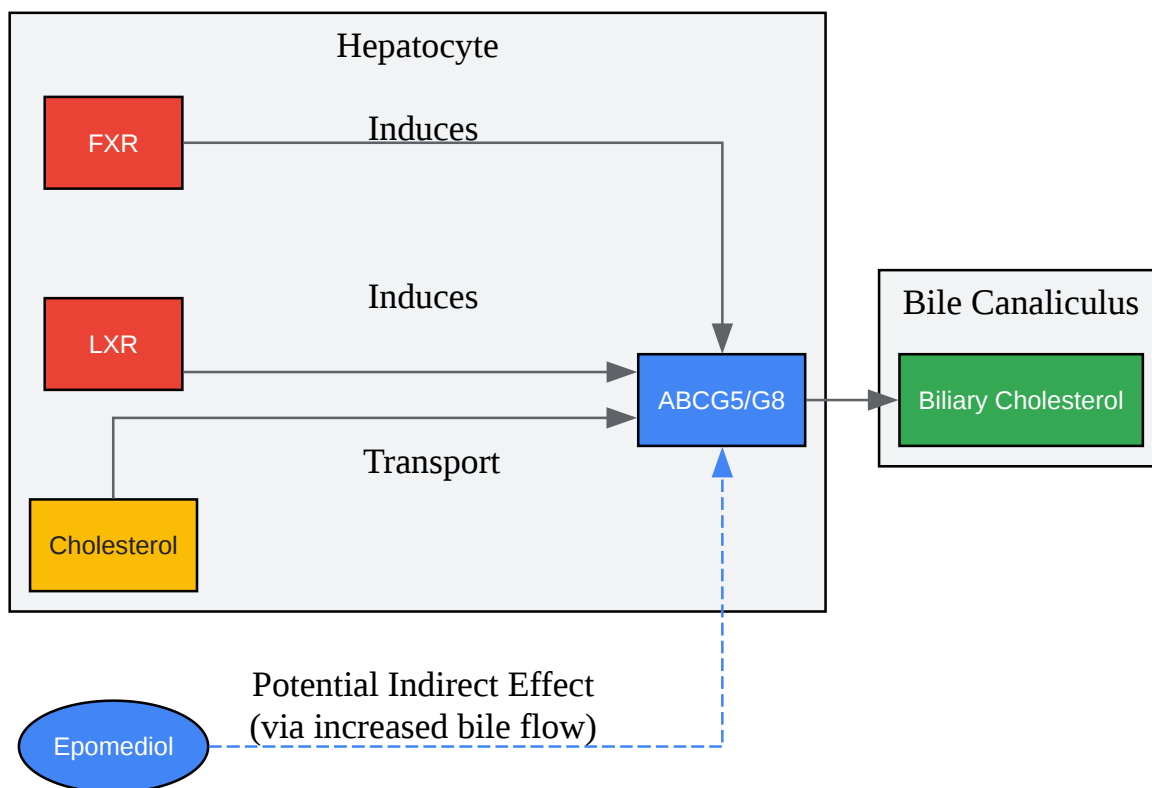 Hepatocyte
FXR
Induces
Induces
LXR
Bile Canaliculus
ABCG5/G8
Biliary Cholesterol
Transport
Cholesterol
Potential Indirect Effect
(via increased bile flow)
Epomediol